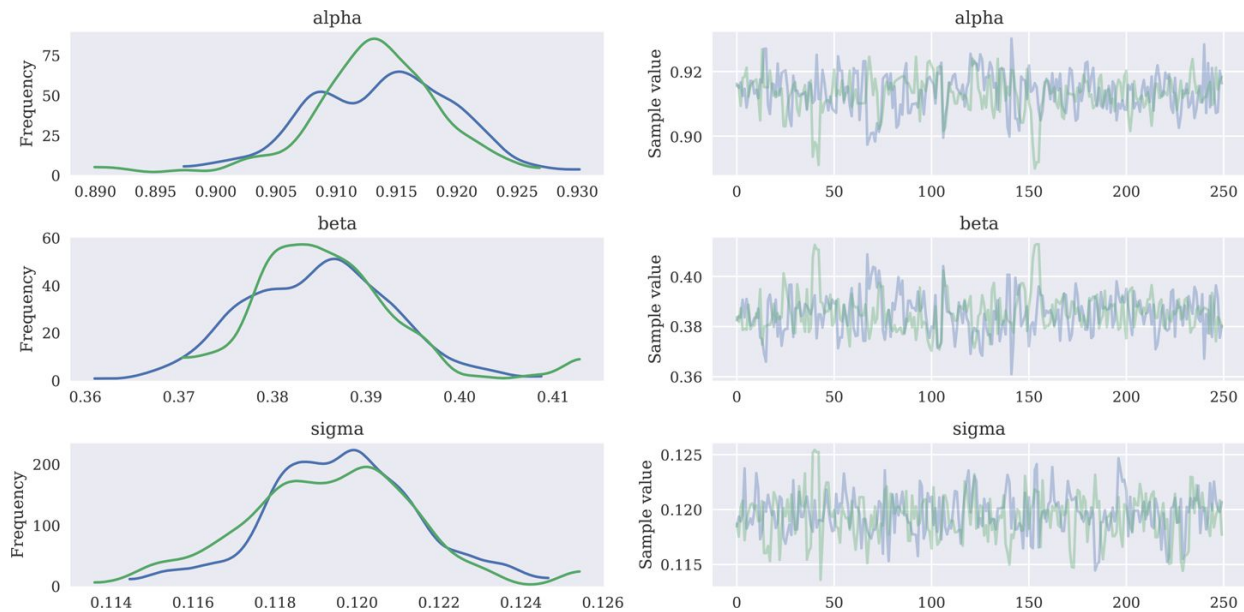 alpha
Frequency
75
50
25
0
0.890 0.895 0.900 0.905 0.910 0.915 0.920 0.925 0.930
alpha
Sample value
0.92
0.90
0 50 100 150 200 250
beta
Frequency
60
40
20
0
0.36 0.37 0.38 0.39 0.40 0.41
beta
Sample value
0.40
0.38
0.36
0 50 100 150 200 250
sigma
Frequency
200
100
0
0.114 0.116 0.118 0.120 0.122 0.124 0.126
sigma
Sample value
0.125
0.120
0.115
0 50 100 150 200 250